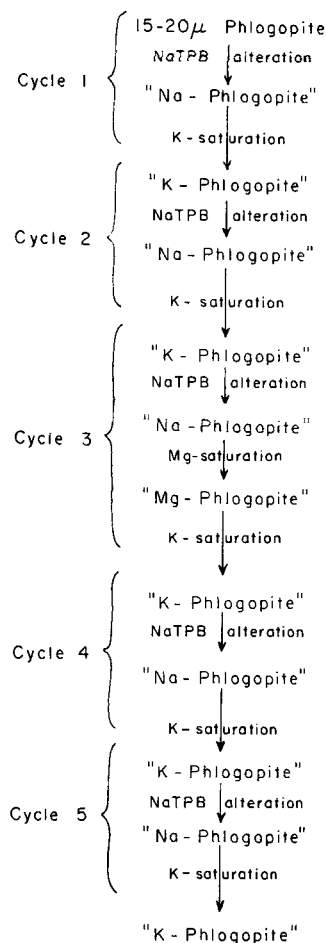 15-20μ Phlogopite
NaTPB alteration
Cycle 1
"Na-Phlogopite"
K-saturation
"K-Phlogopite"
NaTPB alteration
Cycle 2
"Na-Phlogopite"
K-saturation
"K-Phlogopite"
NaTPB alteration
"Na-Phlogopite"
Cycle 3
Mg-saturation
"Mg-Phlogopite"
K-saturation
"K-Phlogopite"
NaTPB alteration
Cycle 4
"Na-Phlogopite"
K-saturation
"K-Phlogopite"
NaTPB alteration
Cycle 5
"Na-Phlogopite"
K-saturation
"K-Phlogopite"